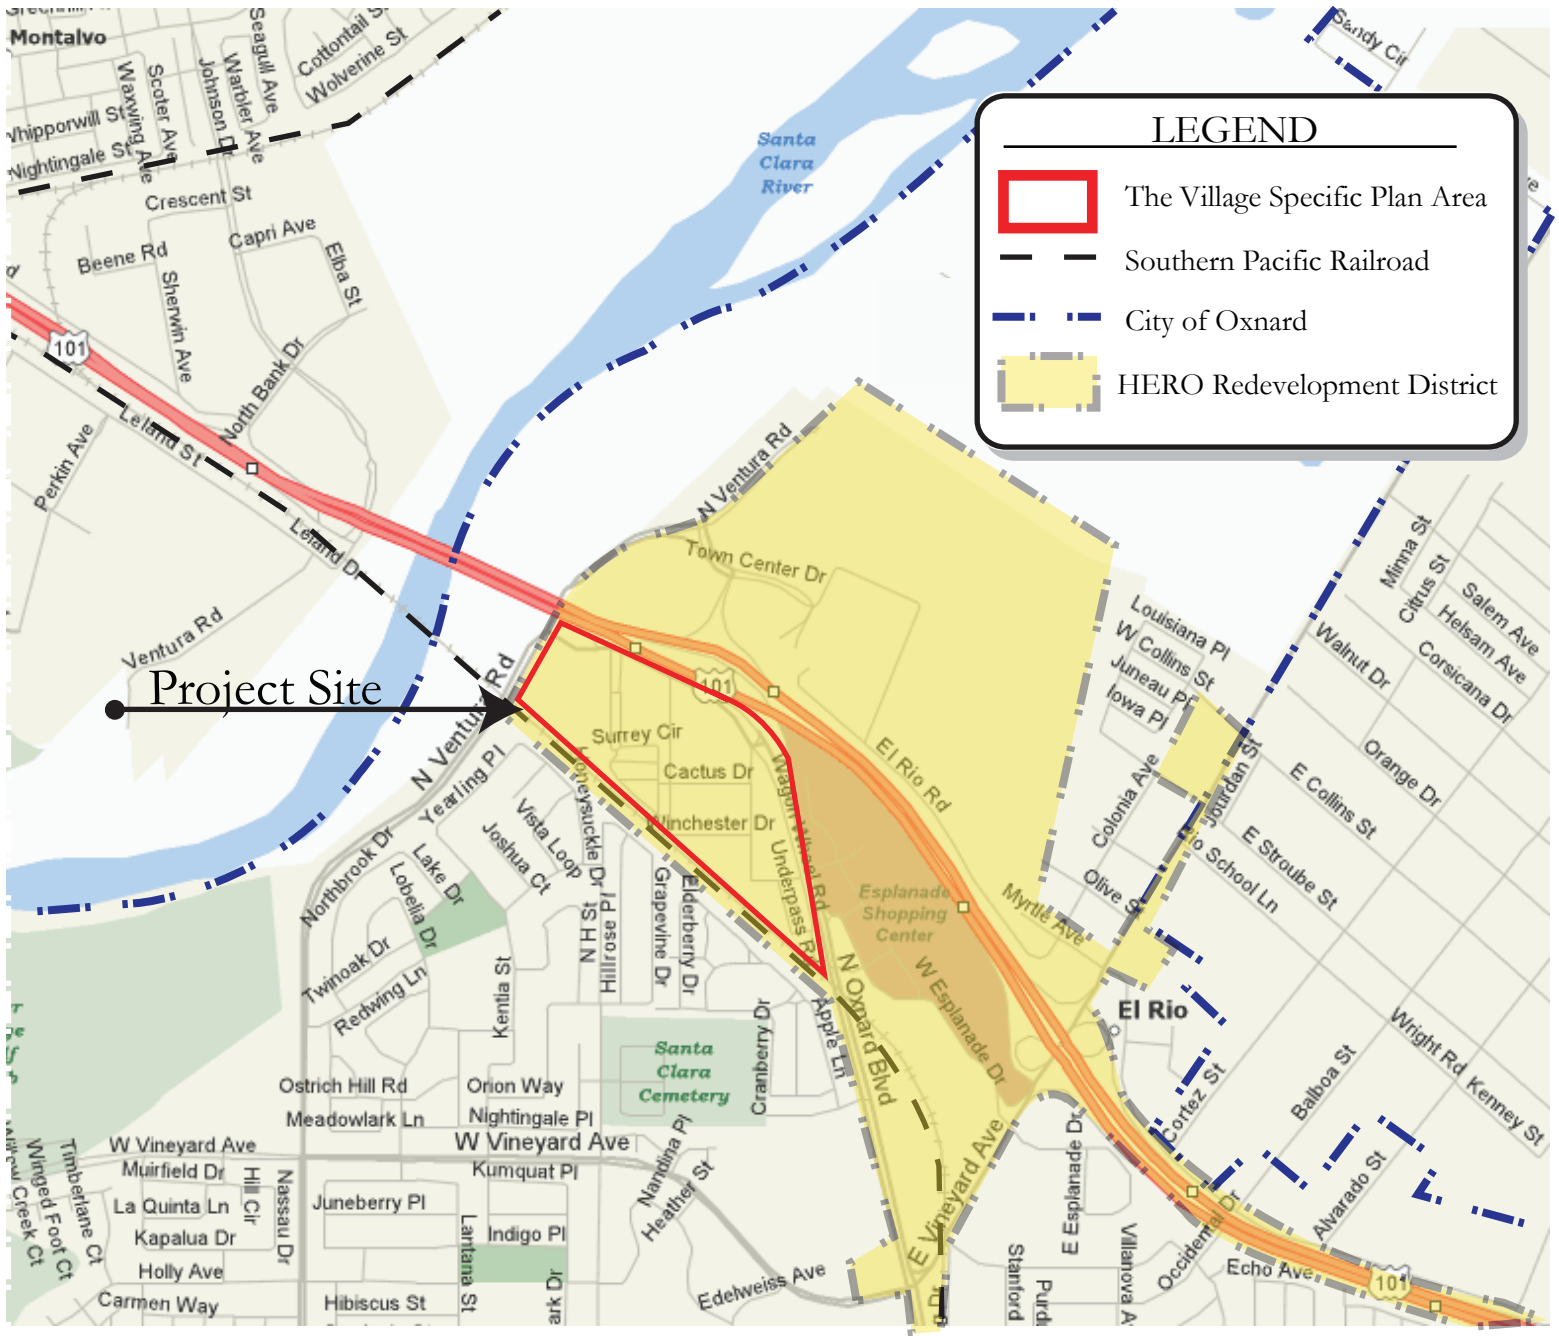 Montalvo
Seagull Ave
Cottontail St
Wolverine St
Scoter Ave
Waxwing Ave
Johnson Dr
Warbler Ave
Whipporwill St
Nightingale St
Crescent St
Capri Ave
Beene Rd
Elba St
Sherwin Ave
North Bank Dr
101
Leland St
Perkin Ave
Leland Dr
Ventura Rd
Santa
Clara
River
Sandy Cir
LEGEND
The Village Specific Plan Area
Southern Pacific Railroad
City of Oxnard
HERO Redevelopment District
N Ventura Rd
Town Center Dr
Project Site
N Ventura Rd
101
Surrey Cir
Cactus Dr
Winchester Dr
Wagon Wheel Rd
Underpass Rd
El Rio Rd
Esplanade
Shopping
Center
W Esplanade Dr
Myrtle Ave
N Oxnard Blvd
Apple Ln
Minna St
Citrus St
Salem Ave
Helsam Ave
Corsicana Dr
Walnut Dr
Orange Dr
Louisiana Pl
W Collins St
Juneau Pl
Iowa Pl
Colonia Ave
Jourdan St
E Collins St
E Stroube St
Rio School Ln
Olive St
El Rio
Wright Rd
Kenney St
Balboa St
Cortez St
Alvarado St
Occidental Dr
Echo Ave
101
Yearling Pl
Vista Loop
Joshua Ct
Honeysuckle Dr
Northbrook Dr
Lake Dr
Lobelia Dr
Twinoak Dr
Redwing Ln
Kentia St
N H St
Hillrose Pl
Grapevine Dr
Elderberry Dr
Cranberry Dr
Santa
Clara
Cemetery
Ostrich Hill Rd
Orion Way
Meadowlark Ln
Nightingale Pl
W Vineyard Ave
W Vineyard Ave
Muirfield Dr
Kumquat Pl
La Quinta Ln
Hill Cir
Nassau Dr
Juneberry Pl
Kapalua Dr
Indigo Pl
Holly Ave
Lantana St
Carmen Way
Hibiscus St
ark Dr
Timberlane Ct
Winged Foot Ct
Willow Creek Ct
Nandina Pl
Heather St
Edelweiss Ave
E Vineyard Ave
E Esplanade Dr
Stanford
Purdu
Villanova A
Dr